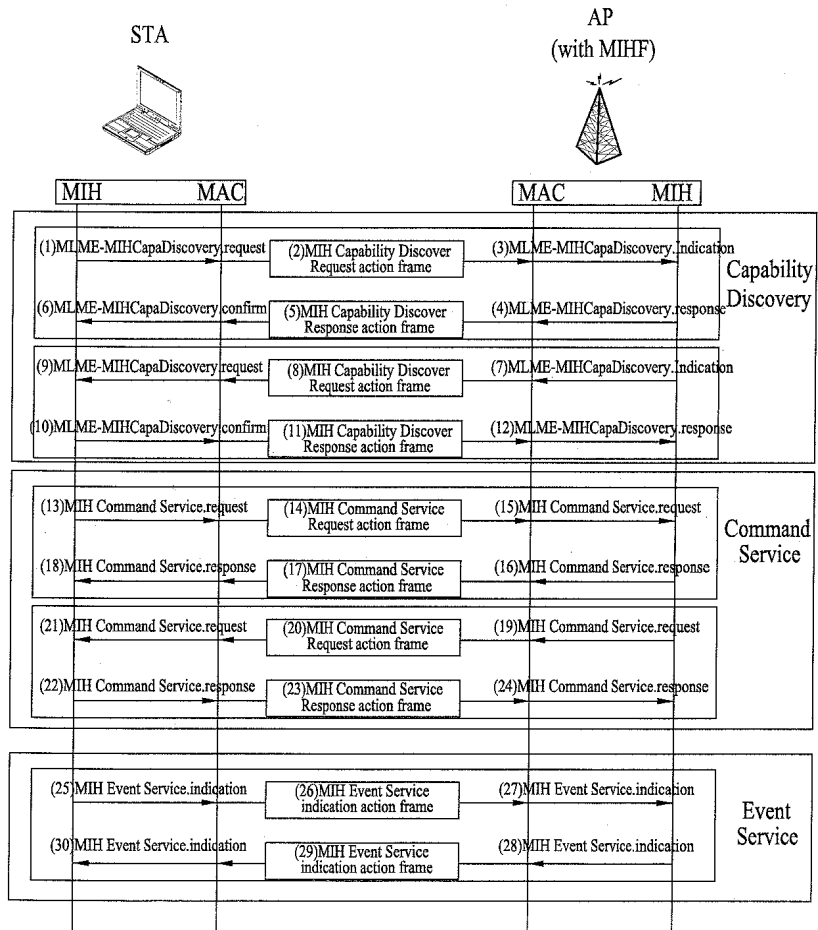 STA
AP
(with MIHF)
MIH
MAC
MAC
MIH
(1)MLME-MIHCapaDiscovery.request
(2)MIH Capability Discover
Request action frame
(3)MLME-MIHCapaDiscovery.Indication
Capability
Discovery
(6)MLME-MIHCapaDiscovery.confirm
(5)MIH Capability Discover
Response action frame
(4)MLME-MIHCapaDiscovery.response
(9)MLME-MIHCapaDiscovery.request
(8)MIH Capability Discover
Request action frame
(7)MLME-MIHCapaDiscovery.Indication
(10)MLME-MIHCapaDiscovery.confirm
(11)MIH Capability Discover
Response action frame
(12)MLME-MIHCapaDiscovery.response
(13)MIH Command Service.request
(14)MIH Command Service
Request action frame
(15)MIH Command Service.request
Command
Service
(18)MIH Command Service.response
(17)MIH Command Service
Response action frame
(16)MIH Command Service.response
(21)MIH Command Service.request
(20)MIH Command Service
Request action frame
(19)MIH Command Service.request
(22)MIH Command Service.response
(23)MIH Command Service
Response action frame
(24)MIH Command Service.response
(25)MIH Event Service.indication
(26)MIH Event Service
indication action frame
(27)MIH Event Service.indication
Event
Service
(30)MIH Event Service.indication
(29)MIH Event Service
indication action frame
(28)MIH Event Service.indication